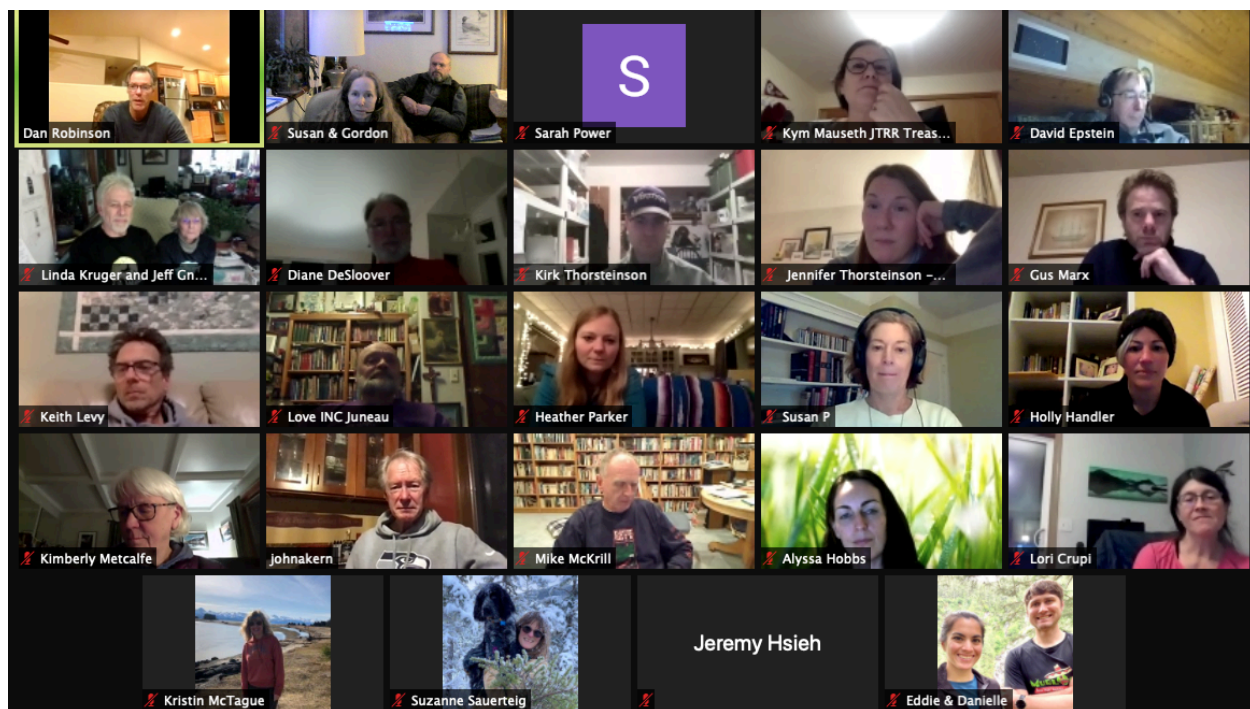 Dan Robinson
Susan & Gordon
S
Sarah Power
Kym Mauseth JTRR Treas...
David Epstein
Linda Kruger and Jeff Gn...
Diane DeSloover
Kirk Thorsteinson
Jennifer Thorsteinson -...
Gus Marx
Keith Levy
Love INC Juneau
Heather Parker
Susan P
Holly Handler
Kimberly Metcalfe
johnakern
Mike McKrill
Alyssa Hobbs
Lori Crupi
Kristin McTague
Suzanne Sauerteig
Jeremy Hsieh
Eddie & Danielle